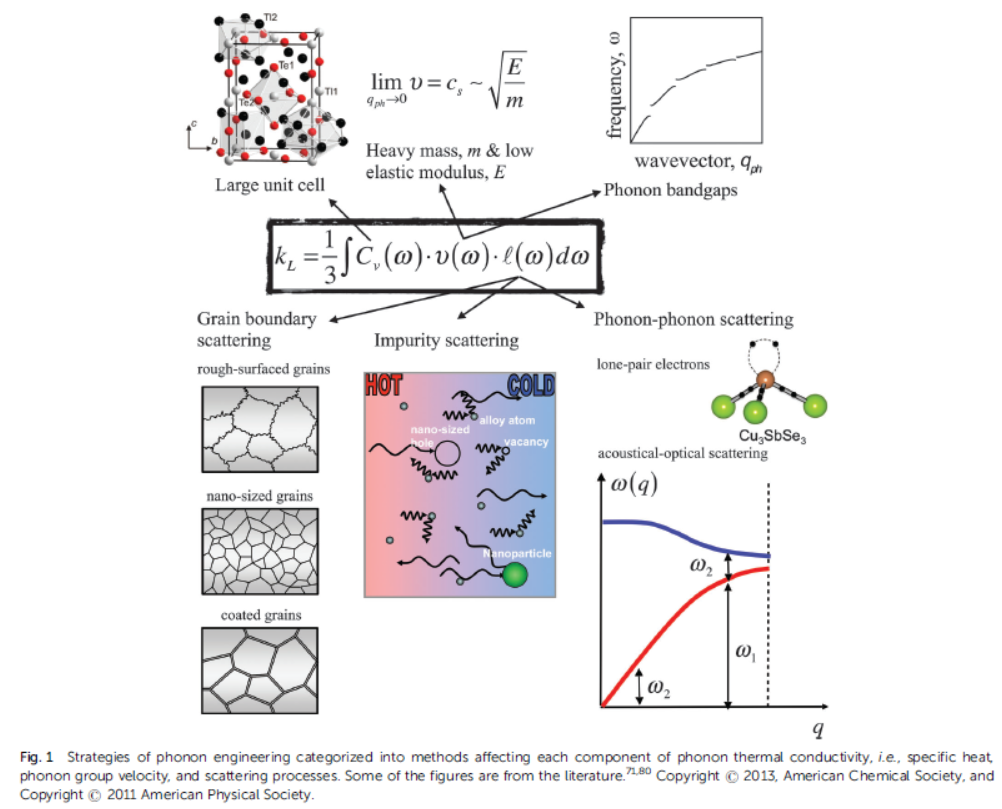 Tl2
Te1
Te2
Tl1
c
b
Large unit cell
lim υ = c_s ~ √(E/m)
q_ph→0
Heavy mass, m & low
elastic modulus, E
frequency, ω
wavevector, q_ph
Phonon bandgaps
k_L = 1/3 ∫ C_v(ω)·υ(ω)·ℓ(ω)dω
Grain boundary
scattering
rough-surfaced grains
nano-sized grains
coated grains
Impurity scattering
HOT
COLD
alloy atom
nano-sized
hole
vacancy
Nanoparticle
Phonon-phonon scattering
lone-pair electrons
Cu₃SbSe₃
acoustical-optical scattering
ω(q)
ω₂
ω₁
ω₂
q
Fig. 1 Strategies of phonon engineering categorized into methods affecting each component of phonon thermal conductivity, i.e., specific heat,
phonon group velocity, and scattering processes. Some of the figures are from the literature.71,80 Copyright © 2013, American Chemical Society, and
Copyright © 2011 American Physical Society.